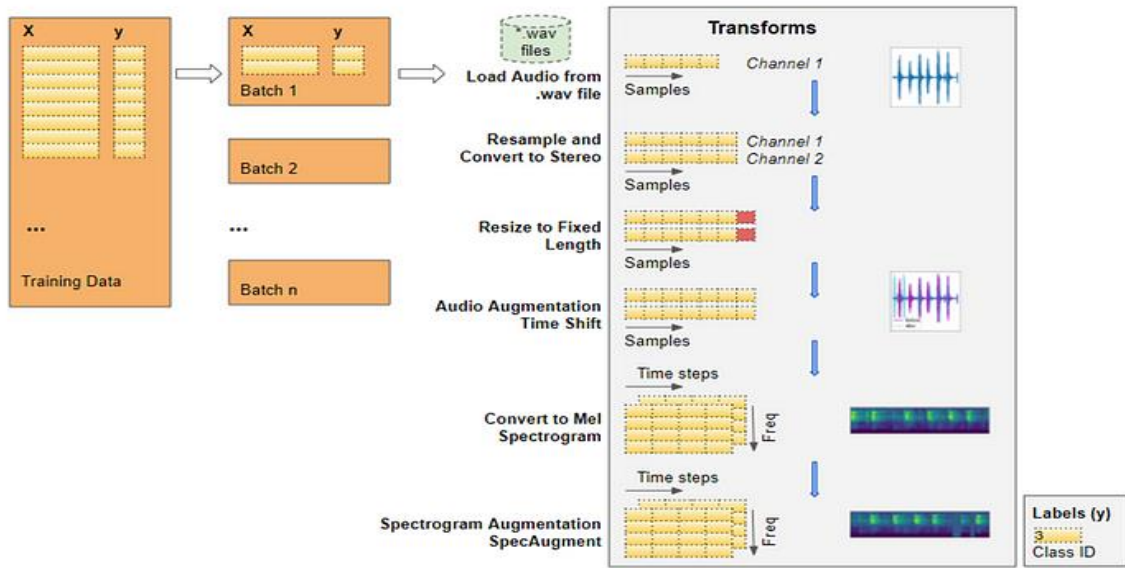 X y
Training Data
...
X y
Batch 1
Batch 2
...
Batch n
*.wav
files
Load Audio from
.wav file
Resample and
Convert to Stereo
Resize to Fixed
Length
Audio Augmentation
Time Shift
Convert to Mel
Spectrogram
Spectrogram Augmentation
SpecAugment
Transforms
Channel 1
Samples
Channel 1
Channel 2
Samples
Samples
Samples
Time steps
Freq
Time steps
Freq
Labels (y)
3
Class ID